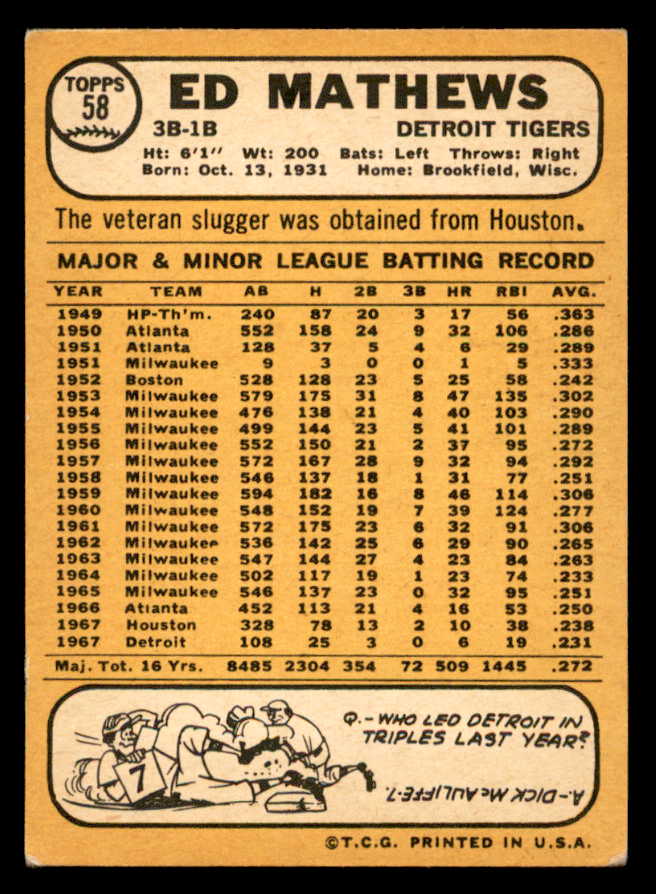 TOPPS
58
ED MATHEWS
3B-1B DETROIT TIGERS
Ht: 6'1" Wt: 200 Bats: Left Throws: Right
Born: Oct. 13, 1931 Home: Brookfield, Wisc.
The veteran slugger was obtained from Houston.
MAJOR & MINOR LEAGUE BATTING RECORD
YEAR TEAM AB H 2B 3B HR RBI AVG.
1949 HP-Th'm. 240 87 20 3 17 56 .363
1950 Atlanta 552 158 24 9 32 106 .286
1951 Atlanta 128 37 5 4 6 29 .289
1951 Milwaukee 9 3 0 0 1 5 .333
1952 Boston 528 128 23 5 25 58 .242
1953 Milwaukee 579 175 31 8 47 135 .302
1954 Milwaukee 476 138 21 4 40 103 .290
1955 Milwaukee 499 144 23 5 41 101 .289
1956 Milwaukee 552 150 21 2 37 95 .272
1957 Milwaukee 572 167 28 9 32 94 .292
1958 Milwaukee 546 137 18 1 31 77 .251
1959 Milwaukee 594 182 16 8 46 114 .306
1960 Milwaukee 548 152 19 7 39 124 .277
1961 Milwaukee 572 175 23 6 32 91 .306
1962 Milwaukee 536 142 25 6 29 90 .265
1963 Milwaukee 547 144 27 4 23 84 .263
1964 Milwaukee 502 117 19 1 23 74 .233
1965 Milwaukee 546 137 23 0 32 95 .251
1966 Atlanta 452 113 21 4 16 53 .250
1967 Houston 328 78 13 2 10 38 .238
1967 Detroit 108 25 3 0 6 19 .231
Maj. Tot. 16 Yrs. 8485 2304 354 72 509 1445 .272
Q.-WHO LED DETROIT IN
TRIPLES LAST YEAR?
7
A-DICK McAULIFFE-7.
©T.C.G. PRINTED IN U.S.A.